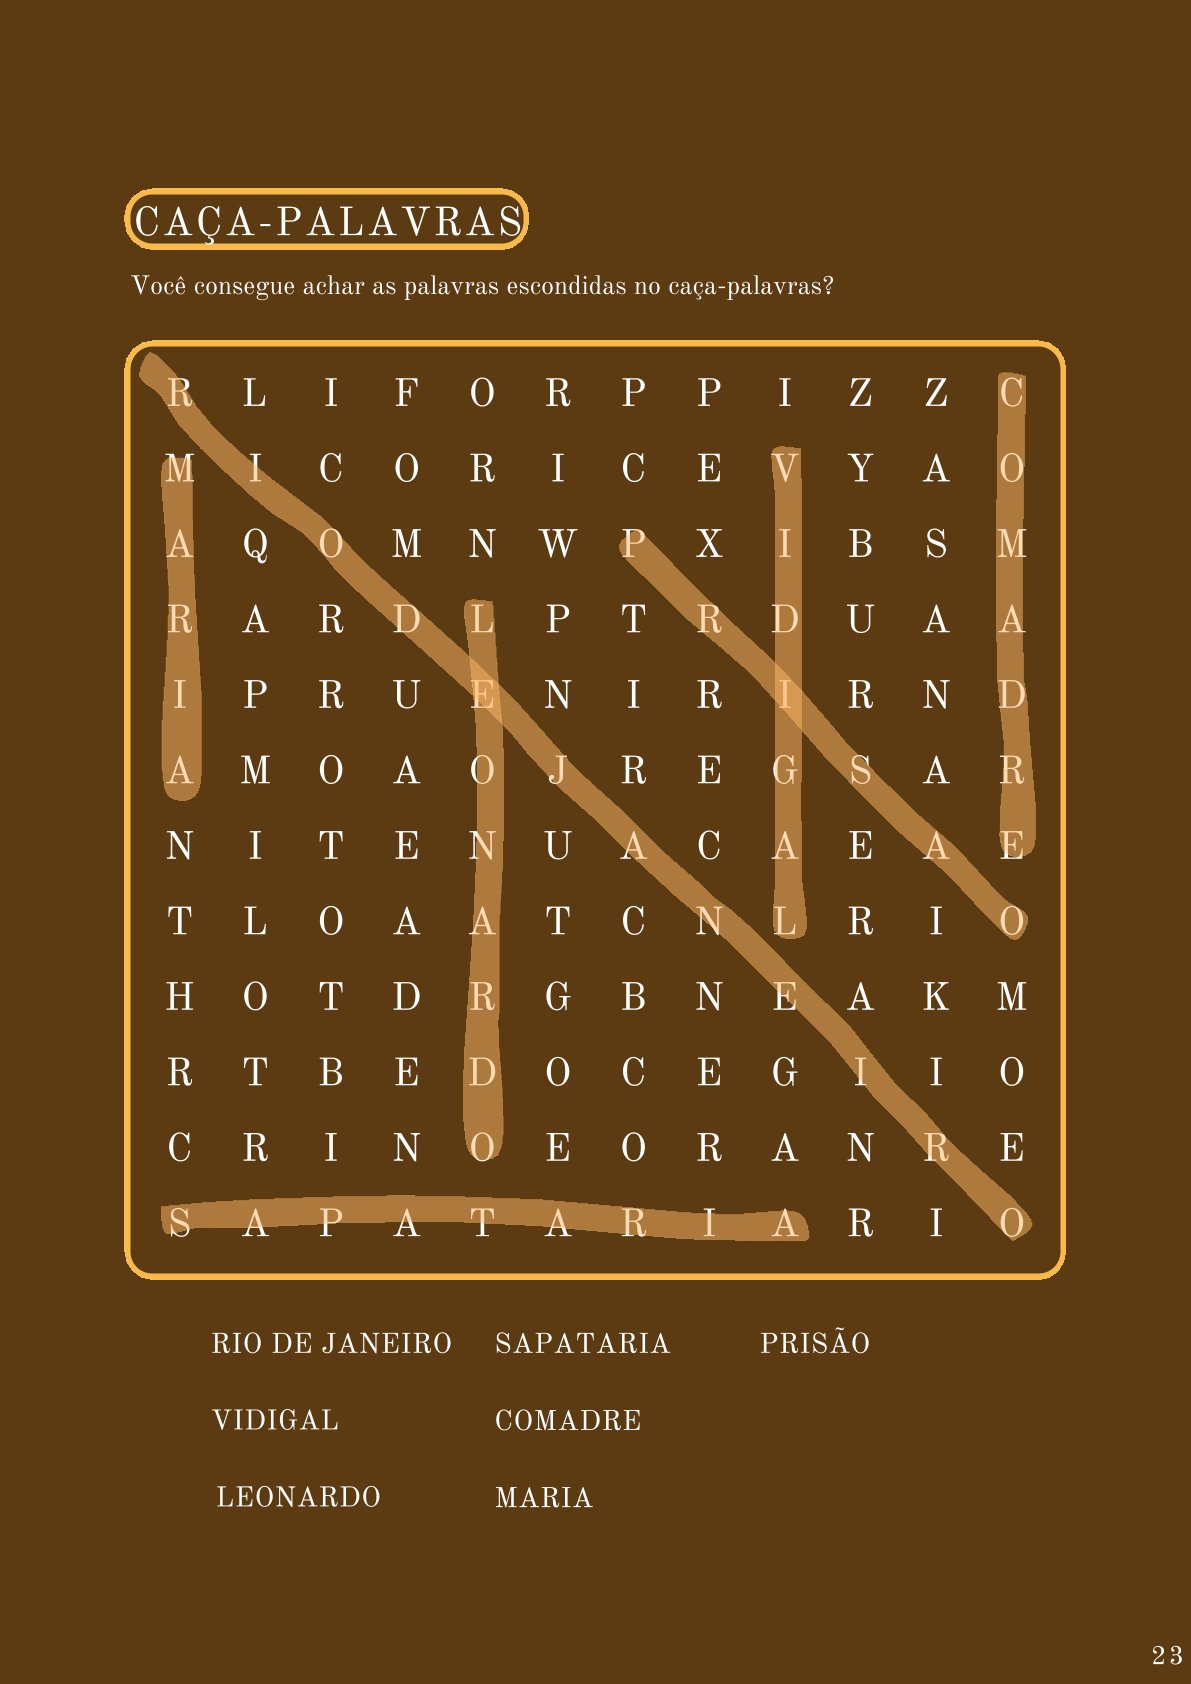 CAÇA-PALAVRAS
Você consegue achar as palavras escondidas no caça-palavras?
R L I F O R P P I Z Z C
M I C O R I C E V Y A O
A Q O M N W P X I B S M
R A R D L P T R D U A A
I P R U E N I R I R N D
A M O A O J R E G S A R
N I T E N U A C A E A E
T L O A A T C N L R I O
H O T D R G B N E A K M
R T B E D O C E G I I O
C R I N O E O R A N R E
S A P A T A R I A R I O
RIO DE JANEIRO SAPATARIA PRISÃO
VIDIGAL COMADRE
LEONARDO MARIA
23